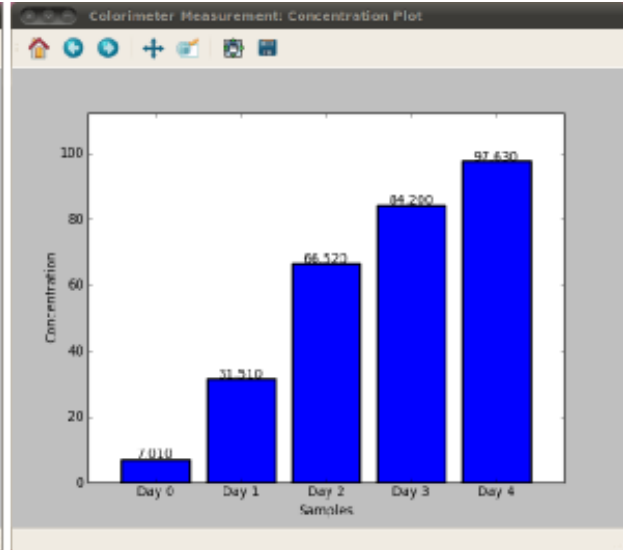 Colorimeter Measurement: Concentration Plot
100
80
60
40
20
0
Concentration
7.010
31.510
66.520
84.200
97.630
Day 0
Day 1
Day 2
Day 3
Day 4
Samples